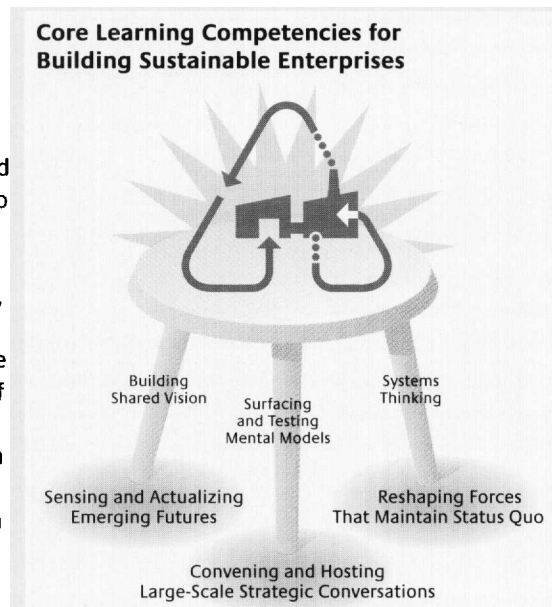 Core Learning Competencies for
Building Sustainable Enterprises
Building
Shared Vision
Surfacing
and Testing
Mental Models
Systems
Thinking
Sensing and Actualizing
Emerging Futures
Reshaping Forces
That Maintain Status Quo
Convening and Hosting
Large-Scale Strategic Conversations